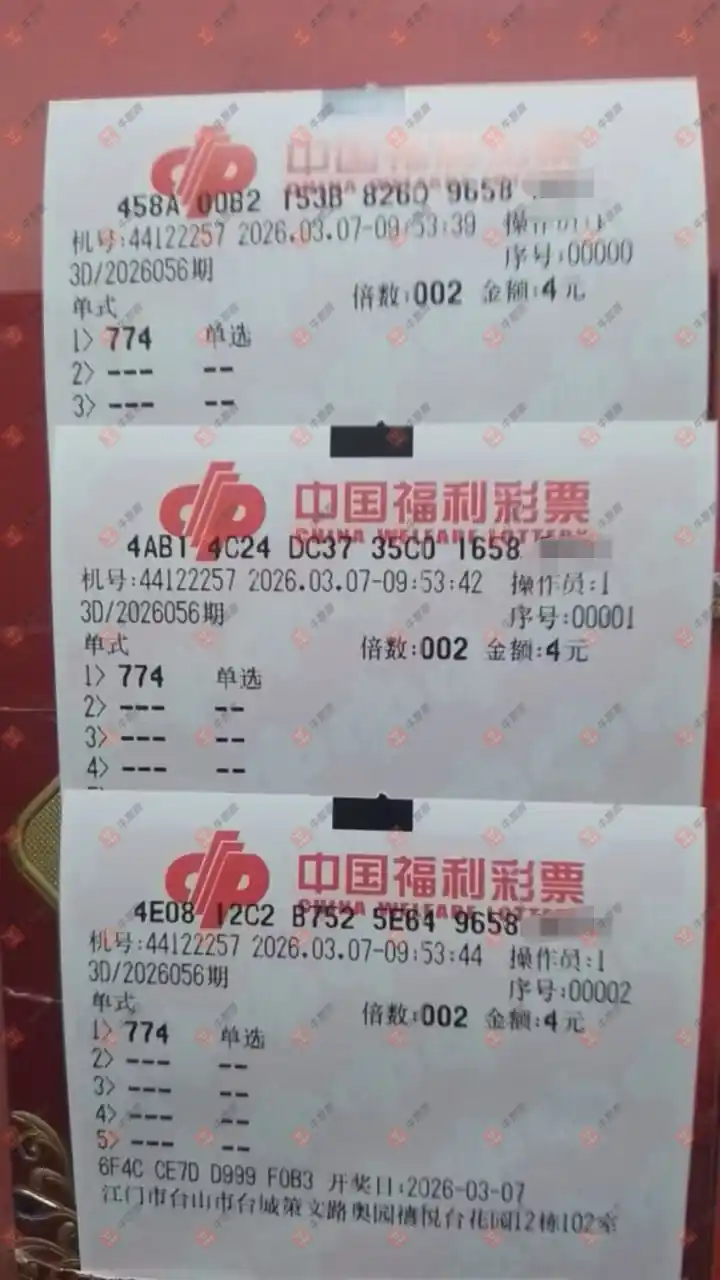 中国福利彩票
CHINA WELFARE LOTTERY
458A 00B2 153B 8260 9658
机号:44122257 2026.03.07-09:53:39 操作员:1
3D/2026056期 序号:00000
单式 倍数:002 金额:4元
1> 774 单选
2> --- --
3> --- --
中国福利彩票
CHINA WELFARE LOTTERY
4AB1 4C24 DC37 35C0 1658
机号:44122257 2026.03.07-09:53:42 操作员:1
3D/2026056期 序号:00001
单式 倍数:002 金额:4元
1> 774 单选
2> --- --
3> --- --
4> --- --
中国福利彩票
CHINA WELFARE LOTTERY
4E08 12C2 B752 5E64 9658
机号:44122257 2026.03.07-09:53:44 操作员:1
3D/2026056期 序号:00002
单式 倍数:002 金额:4元
1> 774 单选
2> --- --
3> --- --
4> --- --
5> --- --
6F4C CE7D D999 F0B3 开奖日:2026-03-07
江门市台山市台城策文路奥园禧悦台花园12栋102室